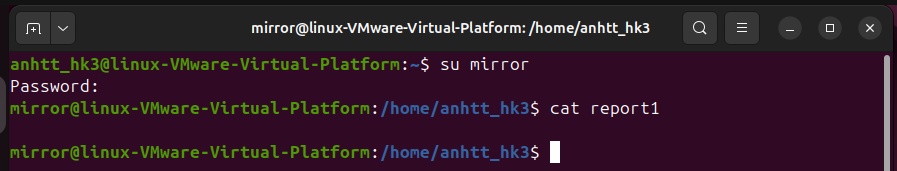 mirror@linux-VMware-Virtual-Platform: /home/anhtt_hk3
anhtt_hk3@linux-VMware-Virtual-Platform:~$ su mirror
Password:
mirror@linux-VMware-Virtual-Platform:/home/anhtt_hk3$ cat report1

mirror@linux-VMware-Virtual-Platform:/home/anhtt_hk3$